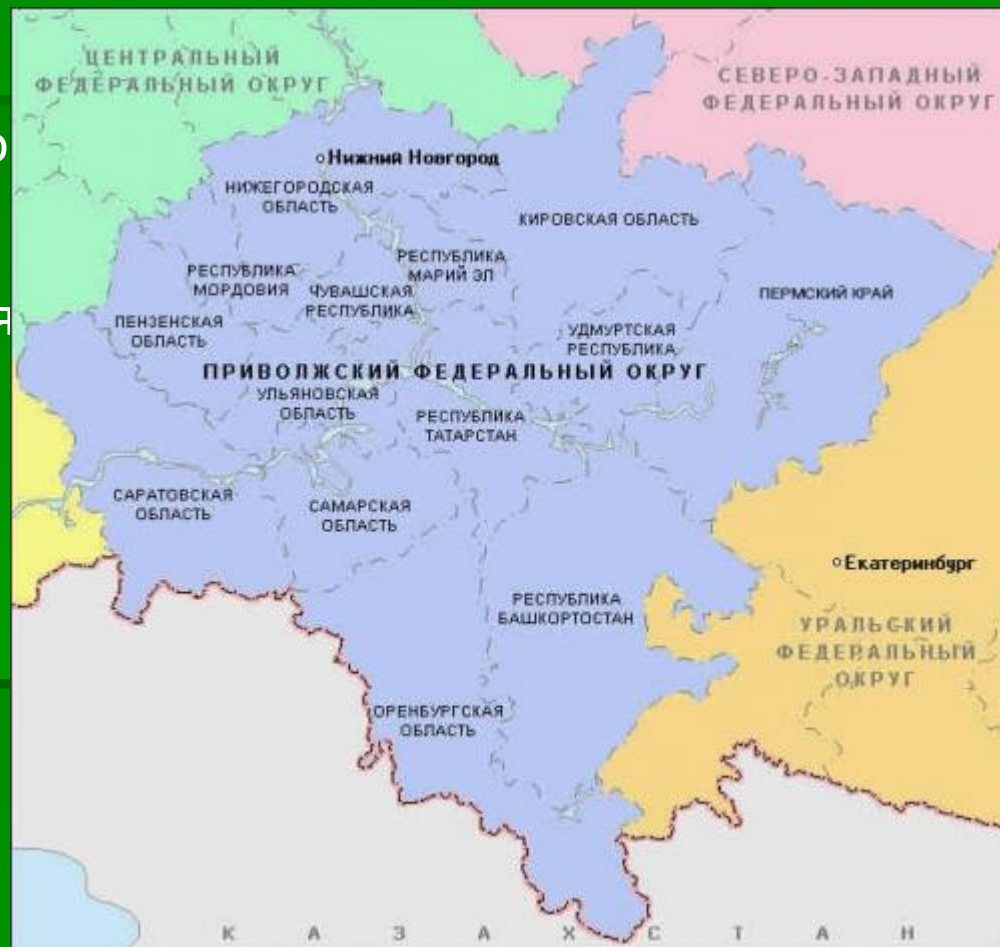 ЦЕНТРАЛЬНЫЙ
ФЕДЕРАЛЬНЫЙ ОКРУГ
СЕВЕРО-ЗАПАДНЫЙ
ФЕДЕРАЛЬНЫЙ ОКРУГ
Нижний Новгород
НИЖЕГОРОДСКАЯ
ОБЛАСТЬ
КИРОВСКАЯ ОБЛАСТЬ
РЕСПУБЛИКА
МАРИЙ ЭЛ
РЕСПУБЛИКА
МОРДОВИЯ
ЧУВАШСКАЯ
РЕСПУБЛИКА
ПЕРМСКИЙ КРАЙ
ПЕНЗЕНСКАЯ
ОБЛАСТЬ
УДМУРТСКАЯ
РЕСПУБЛИКА
ПРИВОЛЖСКИЙ ФЕДЕРАЛЬНЫЙ ОКРУГ
УЛЬЯНОВСКАЯ
ОБЛАСТЬ
РЕСПУБЛИКА
ТАТАРСТАН
САРАТОВСКАЯ
ОБЛАСТЬ
САМАРСКАЯ
ОБЛАСТЬ
Екатеринбург
РЕСПУБЛИКА
БАШКОРТОСТАН
УРАЛЬСКИЙ
ФЕДЕРАЛЬНЫЙ
ОКРУГ
ОРЕНБУРГСКАЯ
ОБЛАСТЬ
КАЗАХСТАН